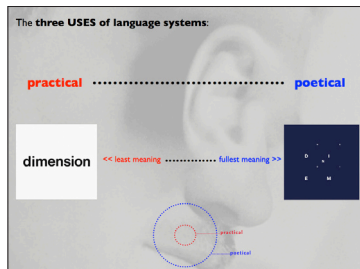 The three USES of language systems:
practical poetical
dimension
<< least meaning fullest meaning >>
D I
E M
practical
poetical